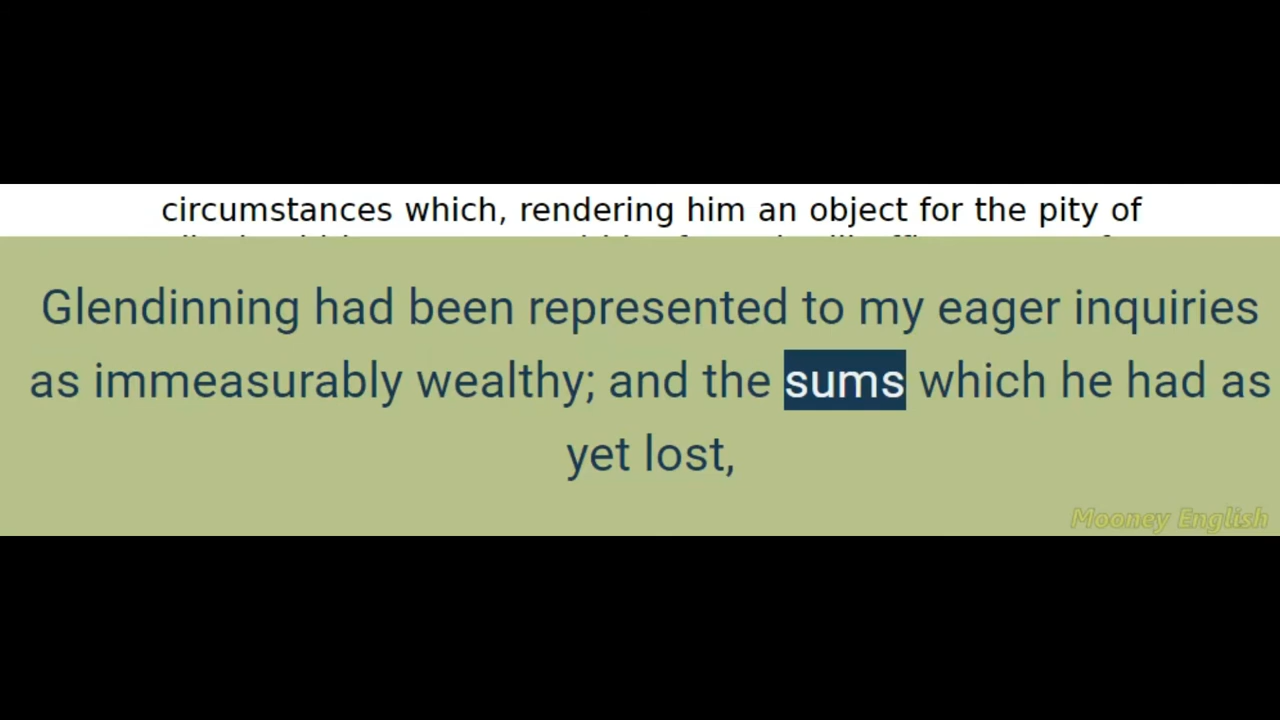 circumstances which, rendering him an object for the pity of
Glendinning had been represented to my eager inquiries
as immeasurably wealthy; and the sums which he had as
yet lost,
Mooney English